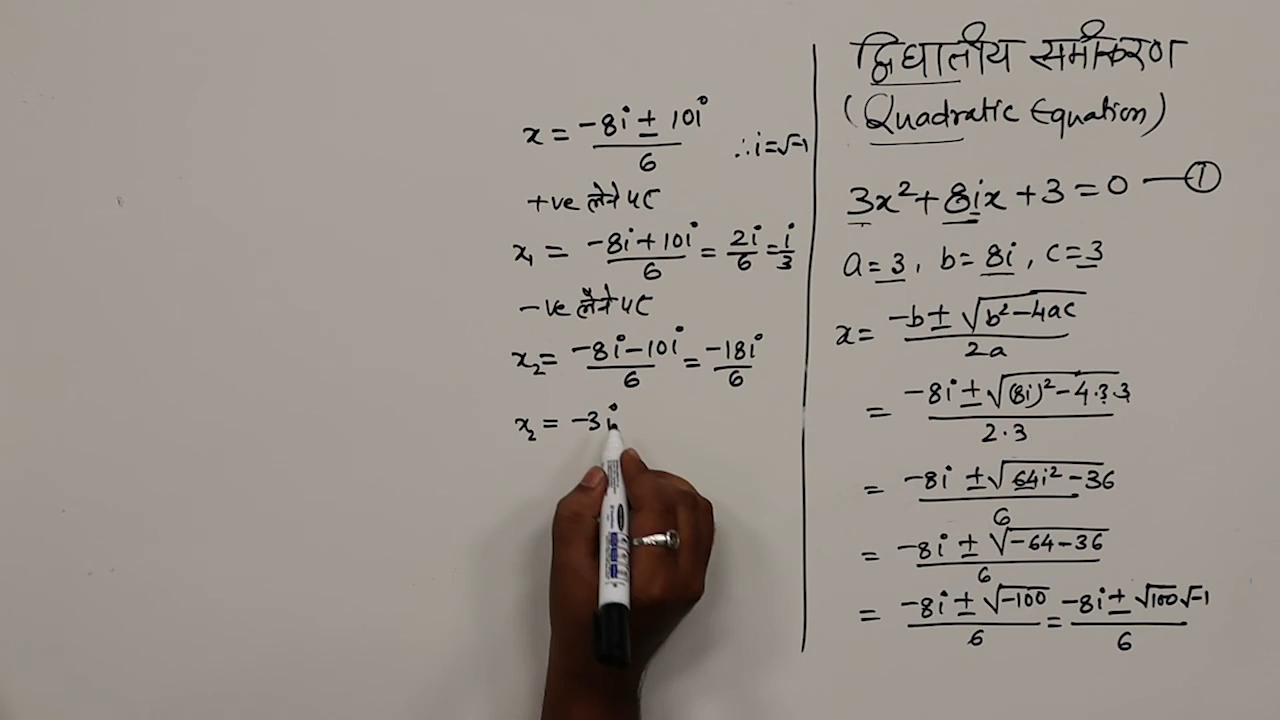 द्विघातीय समीकरण
(Quadratic Equation)
3x² + 8ix + 3 = 0 — ①
a = 3, b = 8i, c = 3
x = (-b ± √(b² - 4ac)) / 2a
= (-8i ± √((8i)² - 4·3·3)) / 2·3
= (-8i ± √(64i² - 36)) / 6
= (-8i ± √(-64 - 36)) / 6
= (-8i ± √-100) / 6 = (-8i ± √100 √-1) / 6
x = (-8i ± 10i) / 6 ∴ i = √-1
+ve लेने पर
x₁ = (-8i + 10i) / 6 = 2i/6 = i/3
-ve लेने पर
x₂ = (-8i - 10i) / 6 = -18i/6
x₂ = -3i